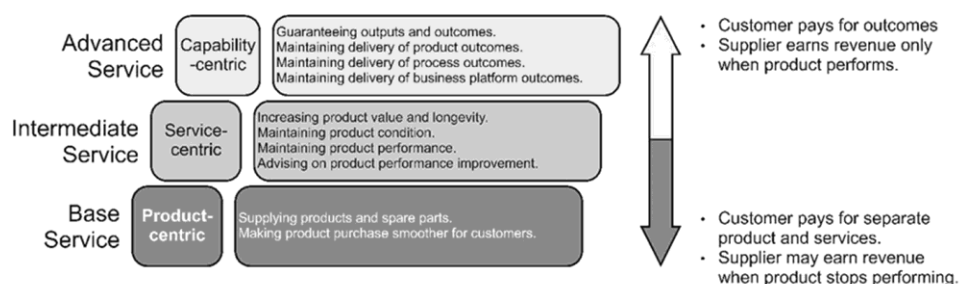 Advanced
Service
Capability
-centric
Guaranteeing outputs and outcomes.
Maintaining delivery of product outcomes.
Maintaining delivery of process outcomes.
Maintaining delivery of business platform outcomes.
• Customer pays for outcomes
• Supplier earns revenue only
when product performs.
Intermediate
Service
Service-
centric
Increasing product value and longevity.
Maintaining product condition.
Maintaining product performance.
Advising on product performance improvement.
Base
Service
Product-
centric
Supplying products and spare parts.
Making product purchase smoother for customers.
• Customer pays for separate
product and services.
• Supplier may earn revenue
when product stops performing.